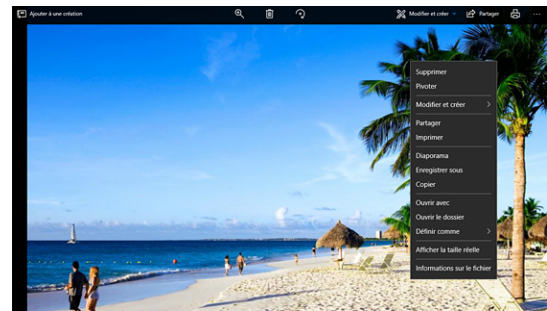 Ajouter à une création
Modifier et créer
Partager
Supprimer
Pivoter
Modifier et créer
Partager
Imprimer
Diaporama
Enregistrer sous
Copier
Ouvrir avec
Ouvrir le dossier
Définir comme
Afficher la taille réelle
Informations sur le fichier